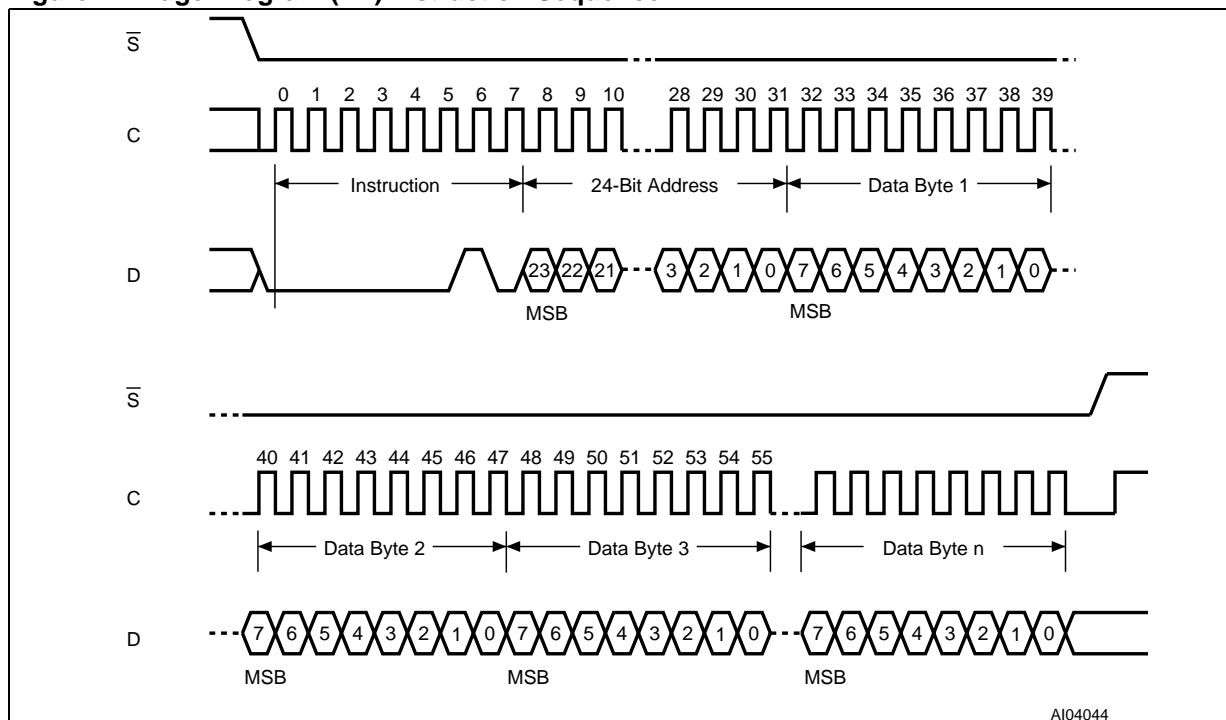 S
0 1 2 3 4 5 6 7 8 9 10 28 29 30 31 32 33 34 35 36 37 38 39
C
Instruction 24-Bit Address Data Byte 1
D 23 22 21 3 2 1 0 7 6 5 4 3 2 1 0
MSB MSB
S
40 41 42 43 44 45 46 47 48 49 50 51 52 53 54 55
C
Data Byte 2 Data Byte 3 Data Byte n
D 7 6 5 4 3 2 1 0 7 6 5 4 3 2 1 0 7 6 5 4 3 2 1 0
MSB MSB MSB
AI04044